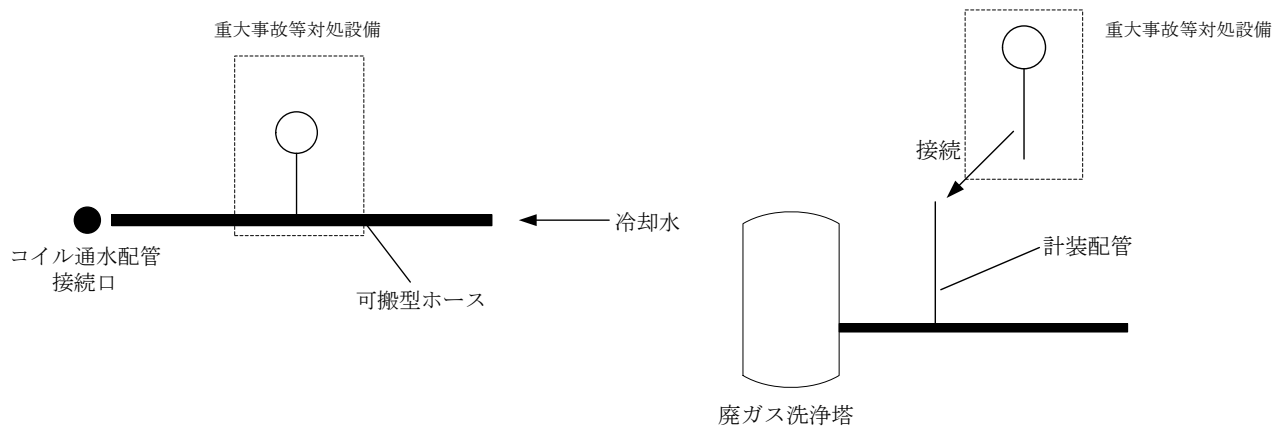 重大事故等対処設備
冷却水
コイル通水配管
接続口
可搬型ホース
重大事故等対処設備
接続
計装配管
廃ガス洗浄塔